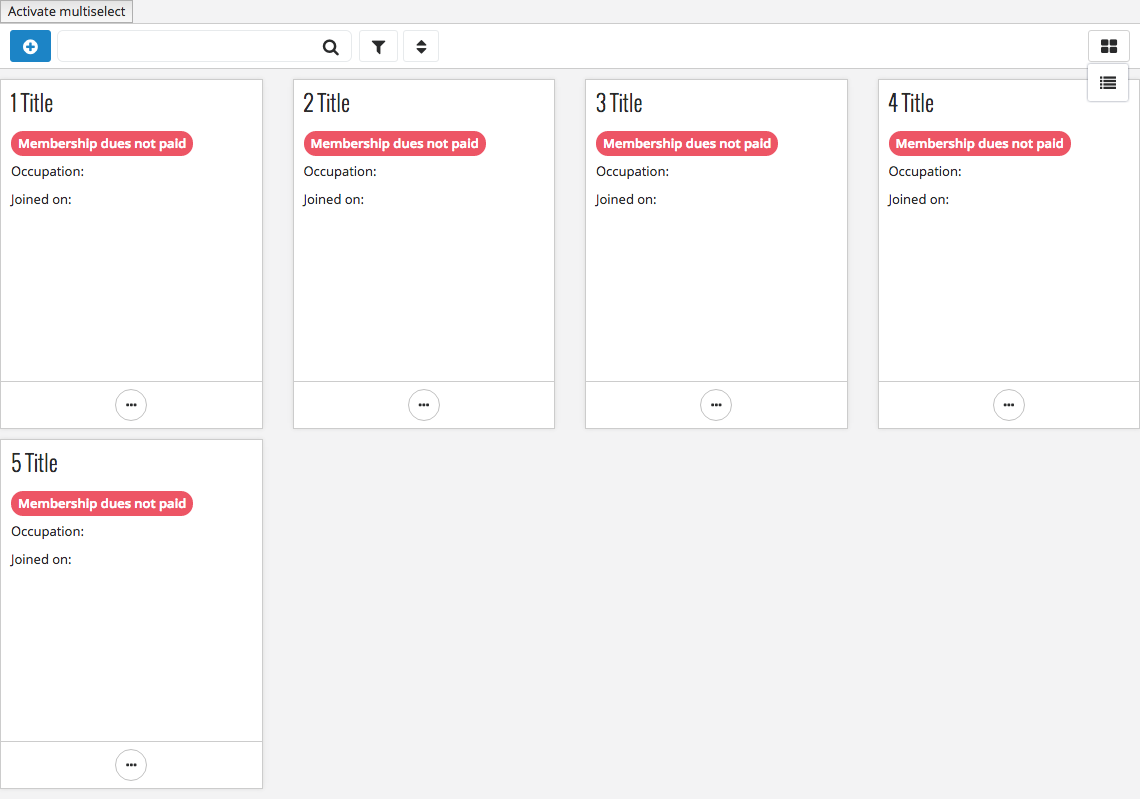 Activate multiselect
1 Title
Membership dues not paid
Occupation:
Joined on:
2 Title
Membership dues not paid
Occupation:
Joined on:
3 Title
Membership dues not paid
Occupation:
Joined on:
4 Title
Membership dues not paid
Occupation:
Joined on:
5 Title
Membership dues not paid
Occupation:
Joined on: